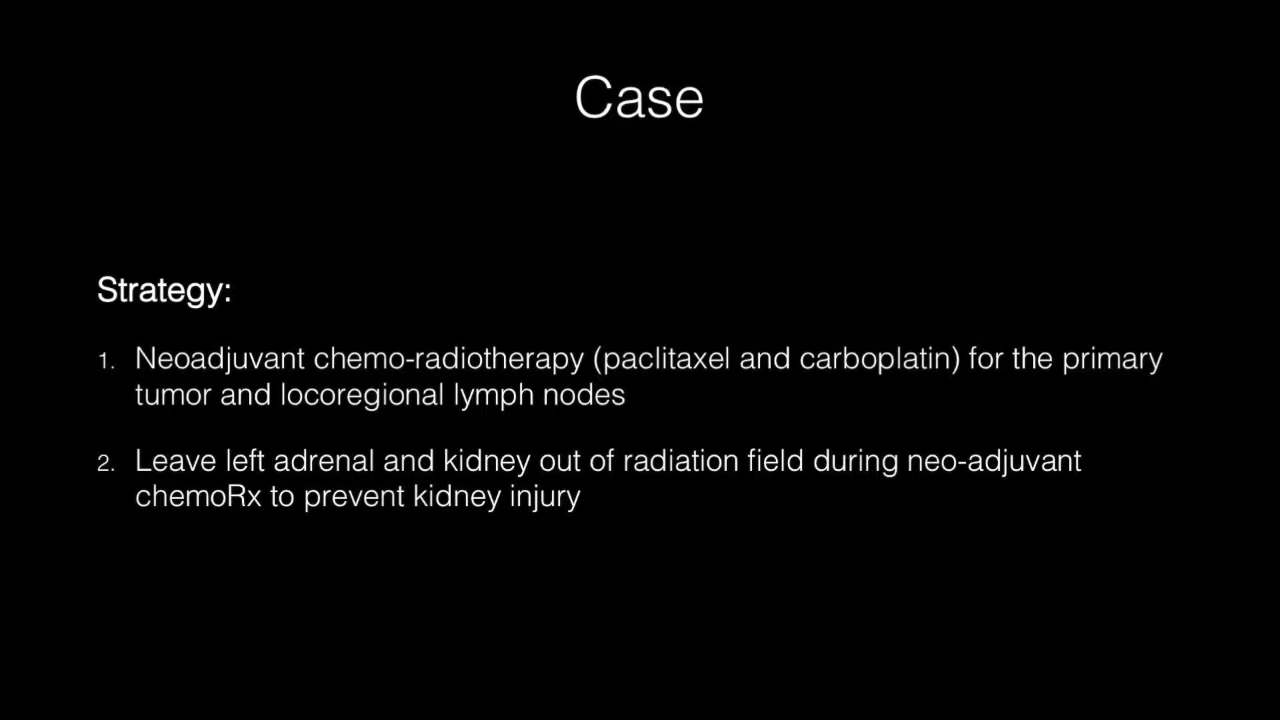 Case
Strategy:
1. Neoadjuvant chemo-radiotherapy (paclitaxel and carboplatin) for the primary
tumor and locoregional lymph nodes
2. Leave left adrenal and kidney out of radiation field during neo-adjuvant
chemoRx to prevent kidney injury